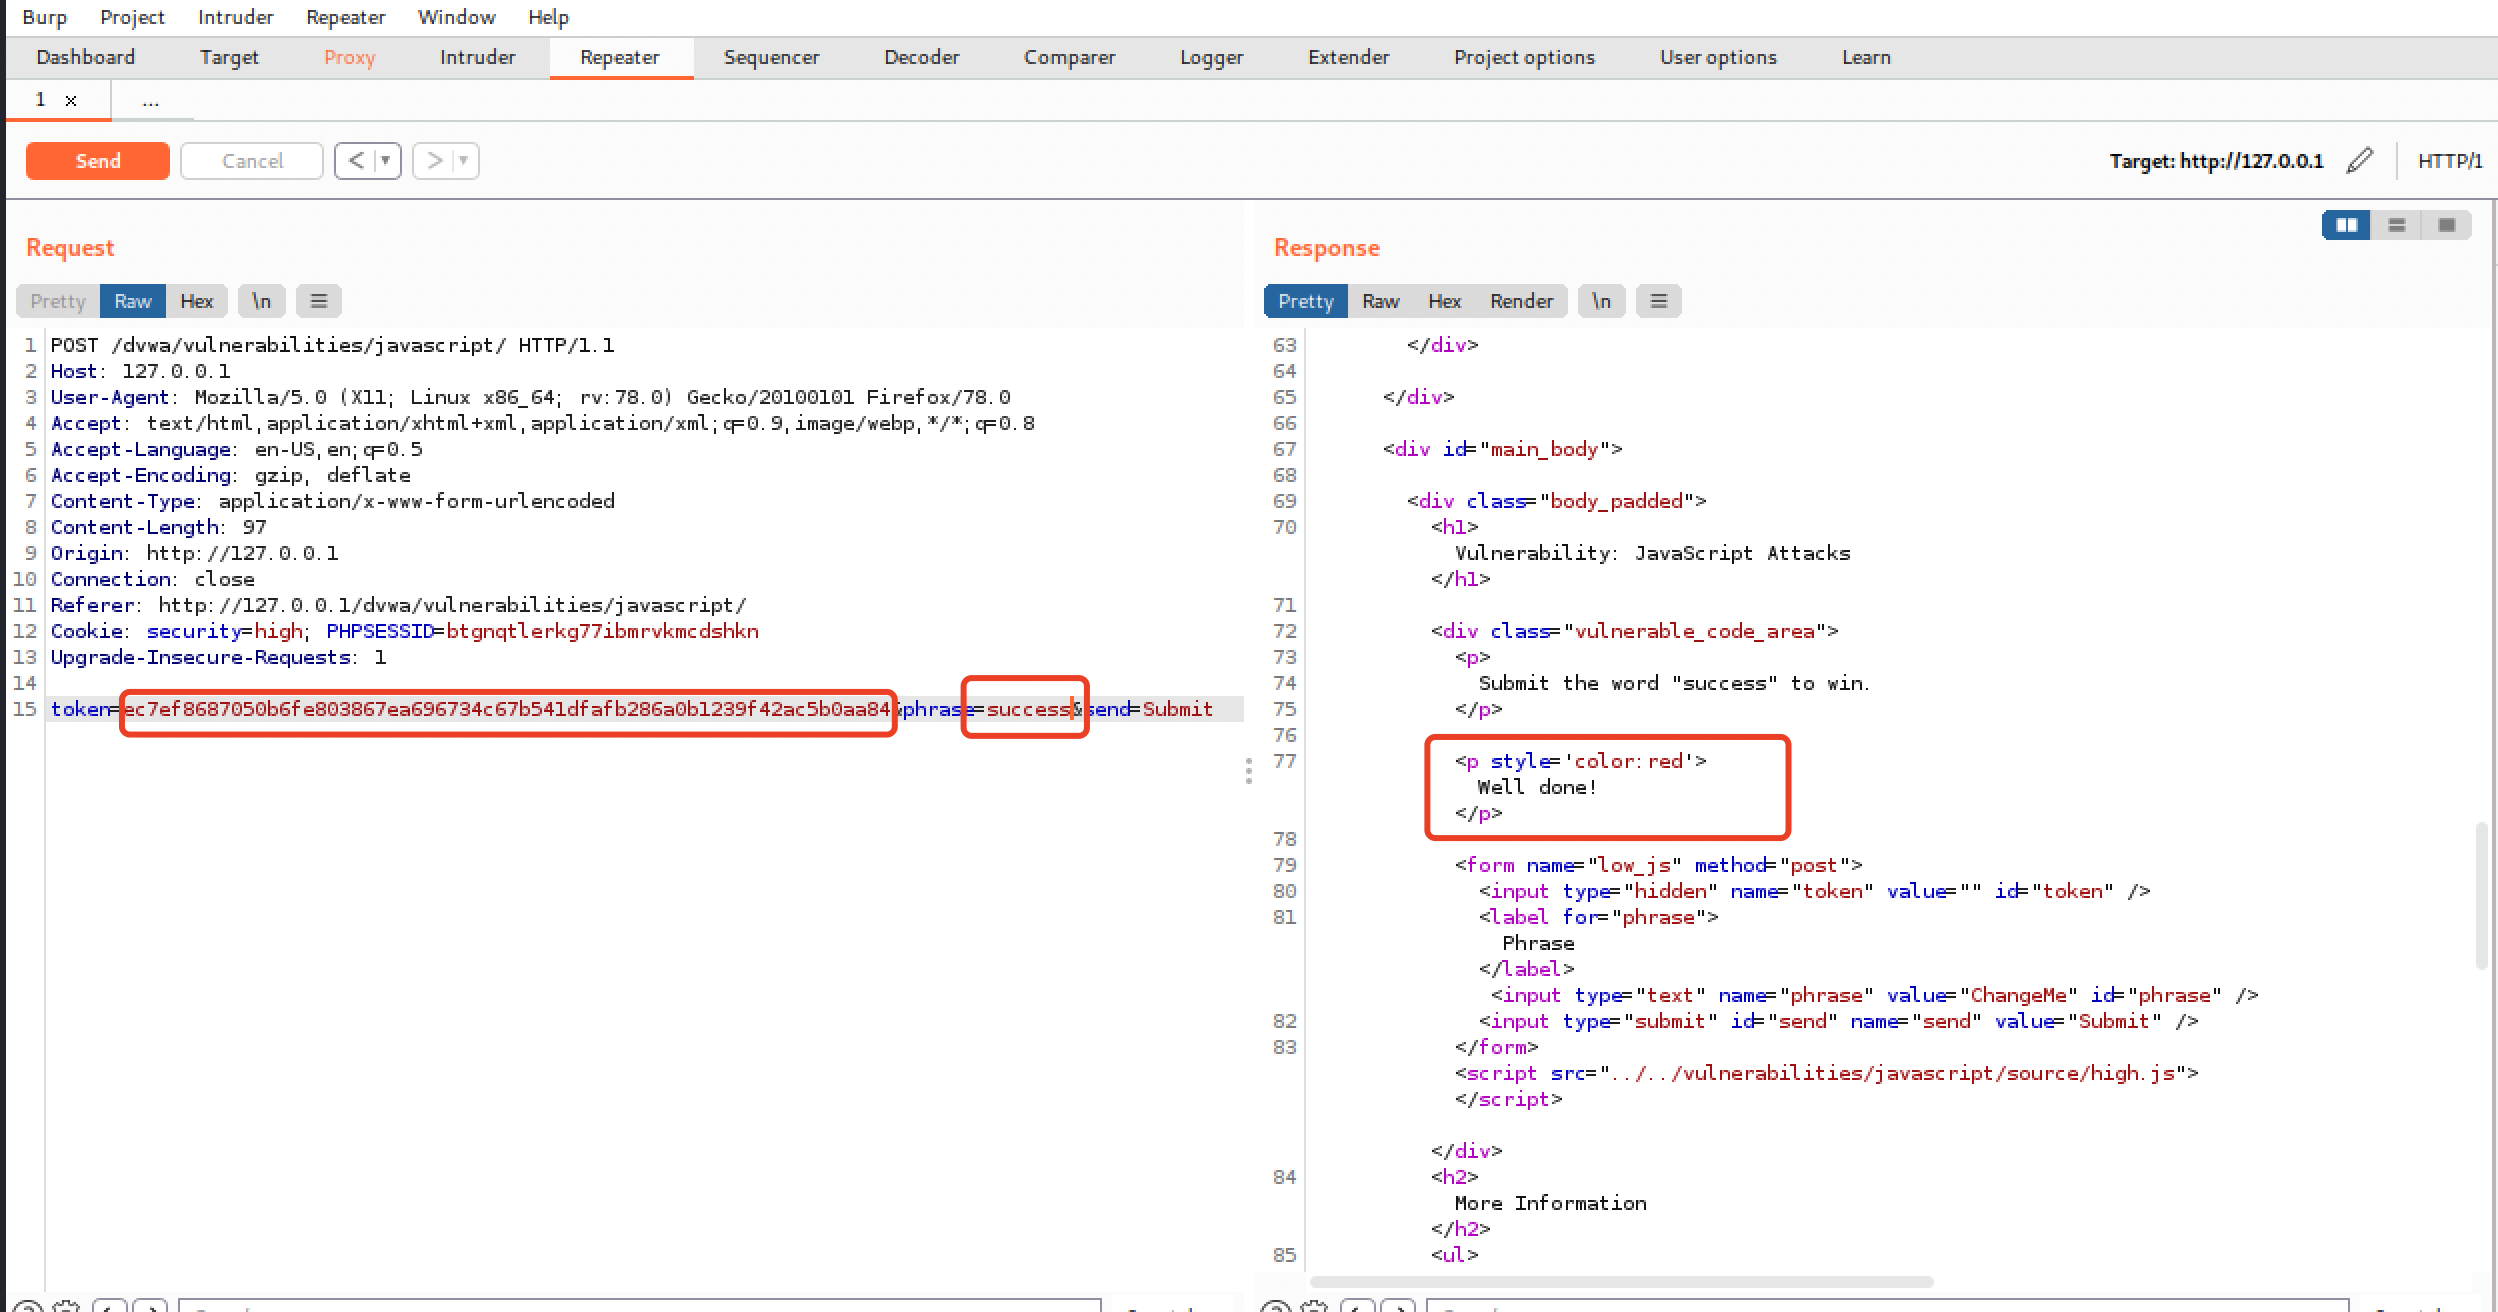 Burp Project Intruder Repeater Window Help
Dashboard Target Proxy Intruder Repeater Sequencer Decoder Comparer Logger Extender Project options User options Learn
1 × ...
Send Cancel < ▼ > ▼ Target: http://127.0.0.1 HTTP/1
Request
Pretty Raw Hex \n ≡
1 POST /dvwa/vulnerabilities/javascript/ HTTP/1.1
2 Host: 127.0.0.1
3 User-Agent: Mozilla/5.0 (X11; Linux x86_64; rv:78.0) Gecko/20100101 Firefox/78.0
4 Accept: text/html,application/xhtml+xml,application/xml;q=0.9,image/webp,*/*;q=0.8
5 Accept-Language: en-US,en;q=0.5
6 Accept-Encoding: gzip, deflate
7 Content-Type: application/x-www-form-urlencoded
8 Content-Length: 97
9 Origin: http://127.0.0.1
10 Connection: close
11 Referer: http://127.0.0.1/dvwa/vulnerabilities/javascript/
12 Cookie: security=high; PHPSESSID=btgnqtlerkg77ibmrvkmcdshkn
13 Upgrade-Insecure-Requests: 1
14
15 token=ec7ef8687050b6fe803867ea696734c67b541dfafb286a0b1239f42ac5b0aa84&phrase=success&send=Submit
Response
Pretty Raw Hex Render \n ≡
63 </div>
64
65 </div>
66
67 <div id="main_body">
68
69 <div class="body_padded">
70 <h1>
Vulnerability: JavaScript Attacks
</h1>
71
72 <div class="vulnerable_code_area">
73 <p>
74 Submit the word "success" to win.
75 </p>
76
77 <p style='color:red'>
Well done!
</p>
78
79 <form name="low_js" method="post">
80 <input type="hidden" name="token" value="" id="token" />
81 <label for="phrase">
Phrase
</label>
<input type="text" name="phrase" value="ChangeMe" id="phrase" />
82 <input type="submit" id="send" name="send" value="Submit" />
83 </form>
<script src="../../vulnerabilities/javascript/source/high.js">
</script>
</div>
84 <h2>
More Information
</h2>
85 <ul>